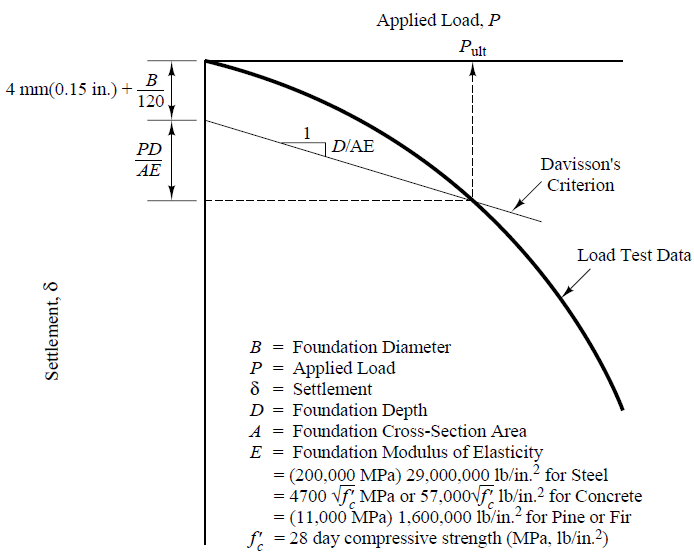 Applied Load, P
P_ult
4 mm(0.15 in.) + B/120
1
D/AE
PD/AE
Davisson's
Criterion
Load Test Data
Settlement, δ
B = Foundation Diameter
P = Applied Load
δ = Settlement
D = Foundation Depth
A = Foundation Cross-Section Area
E = Foundation Modulus of Elasticity
= (200,000 MPa) 29,000,000 lb/in.² for Steel
= 4700 √f′c MPa or 57,000√f′c lb/in.² for Concrete
= (11,000 MPa) 1,600,000 lb/in.² for Pine or Fir
f′c = 28 day compressive strength (MPa, lb/in.²)